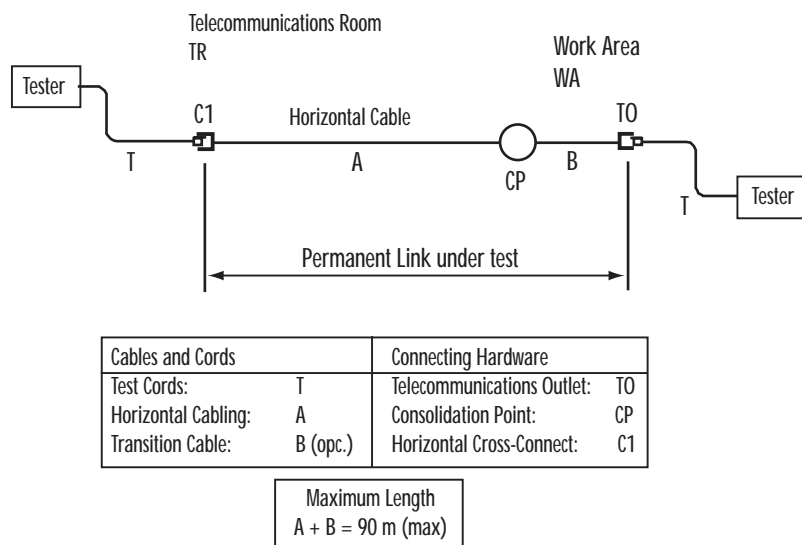 Telecommunications Room
TR
Work Area
WA
Tester
C1
Horizontal Cable
TO
T
A
CP
B
T
Tester
Permanent Link under test
Cables and Cords
Connecting Hardware
Test Cords: T
Telecommunications Outlet: TO
Horizontal Cabling: A
Consolidation Point: CP
Transition Cable: B (opc.)
Horizontal Cross-Connect: C1
Maximum Length
A + B = 90 m (max)